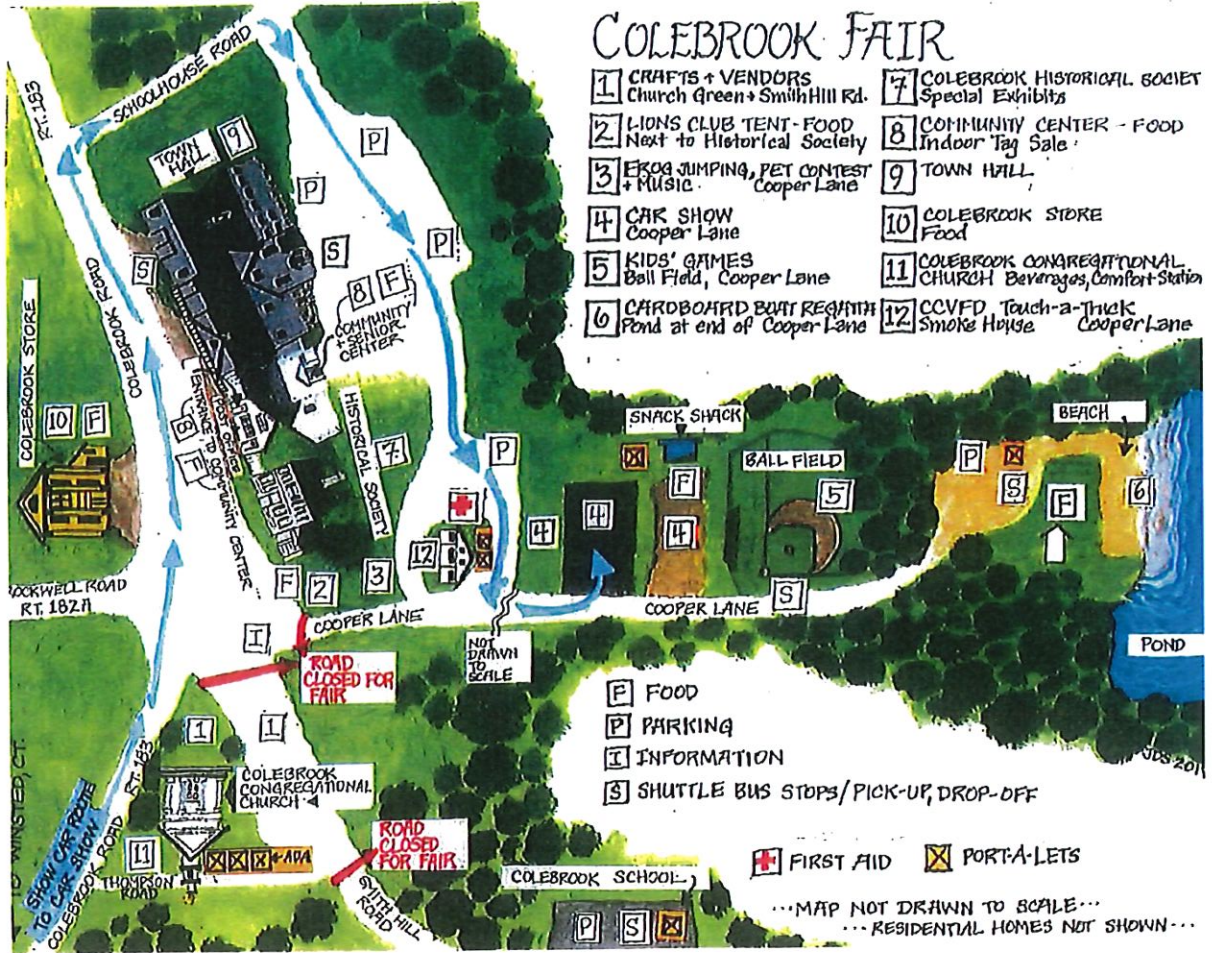 COLEBROOK FAIR
1 CRAFTS + VENDORS
Church Green + Smith Hill Rd.
2 LIONS CLUB TENT - FOOD
Next to Historical Society
3 FROG JUMPING, PET CONTEST
+ MUSIC. Cooper Lane
4 CAR SHOW
Cooper Lane
5 KIDS' GAMES
Ball Field, Cooper Lane
6 CARDBOARD BOAT REGATTA
Pond at end of Cooper Lane
7 COLEBROOK HISTORICAL SOCIET
Special Exhibits
8 COMMUNITY CENTER - FOOD
Indoor Tag Sale
9 TOWN HALL
10 COLEBROOK STORE
Food
11 COLEBROOK CONGREGATIONAL
CHURCH Beverages, Comfort Station
12 CCVFD Touch-a-Truck
Smoke House Cooper Lane
RT. 183
SCHOOLHOUSE ROAD
P
TOWN
HALL
9
P
S
P
S
8 F
COMMUNITY
+ SENIOR
CENTER
COLEBROOK ROAD
COLEBROOK STORE
10 F
POST OFFICE
ENTRANCE TO COMMUNITY CENTER
8
F
HISTORICAL SOCIETY
7
P
12
4
4
SNACK SHACK
F
4
BALL FIELD
5
P
S
F
BEACH
6
OCKWELL ROAD
RT. 182A
F 2 3
COOPER LANE
COOPER LANE
S
I
NOT
DRAWN
TO
SCALE
POND
ROAD
CLOSED FOR
FAIR
1
1
F FOOD
P PARKING
I INFORMATION
S SHUTTLE BUS STOPS/PICK-UP, DROP-OFF
JDS 201
WINSTED, CT.
SHOW CAR ROUTE
TO CAR SHOW
COLEBROOK ROAD RT. 183
COLEBROOK
CONGREGATIONAL
CHURCH
11
THOMPSON
ROAD
ADA
ROAD
CLOSED
FOR FAIR
SMITH HILL
ROAD
COLEBROOK SCHOOL
P S
FIRST AID
PORT-A-LETS
...MAP NOT DRAWN TO SCALE...
...RESIDENTIAL HOMES NOT SHOWN...